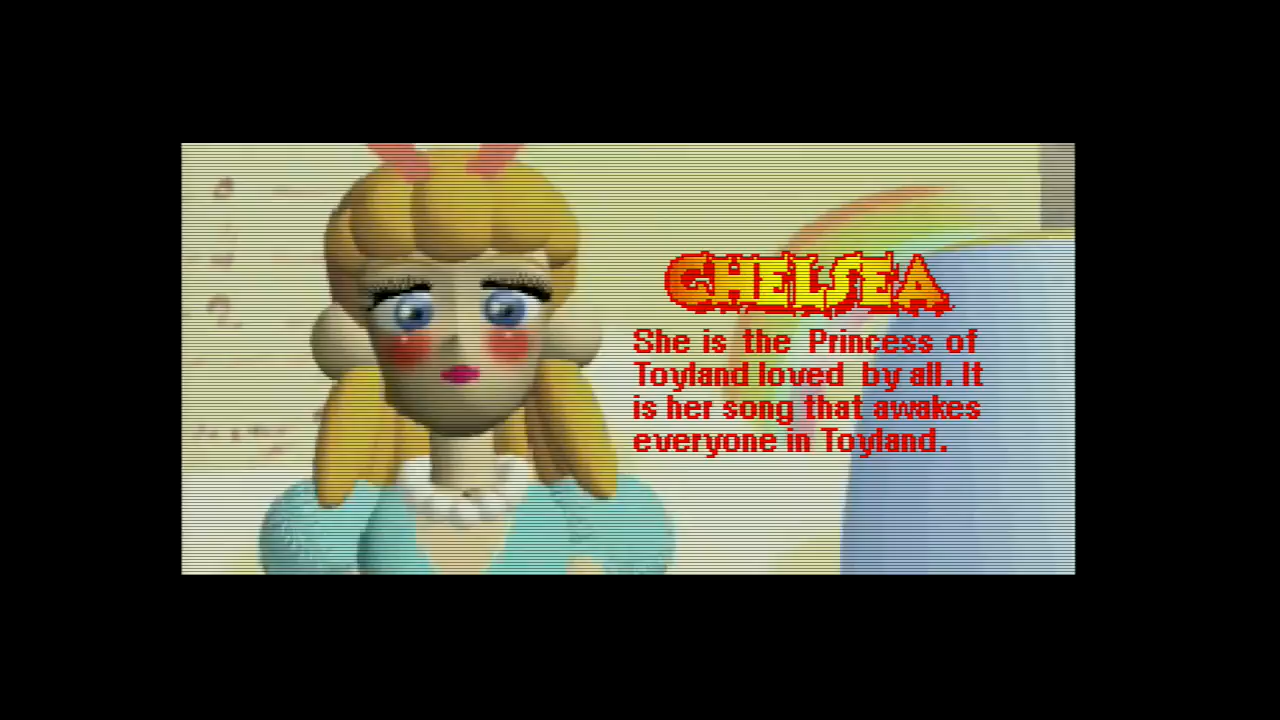 CHELSEA
She is the Princess of
Toyland loved by all. It
is her song that awakes
everyone in Toyland.